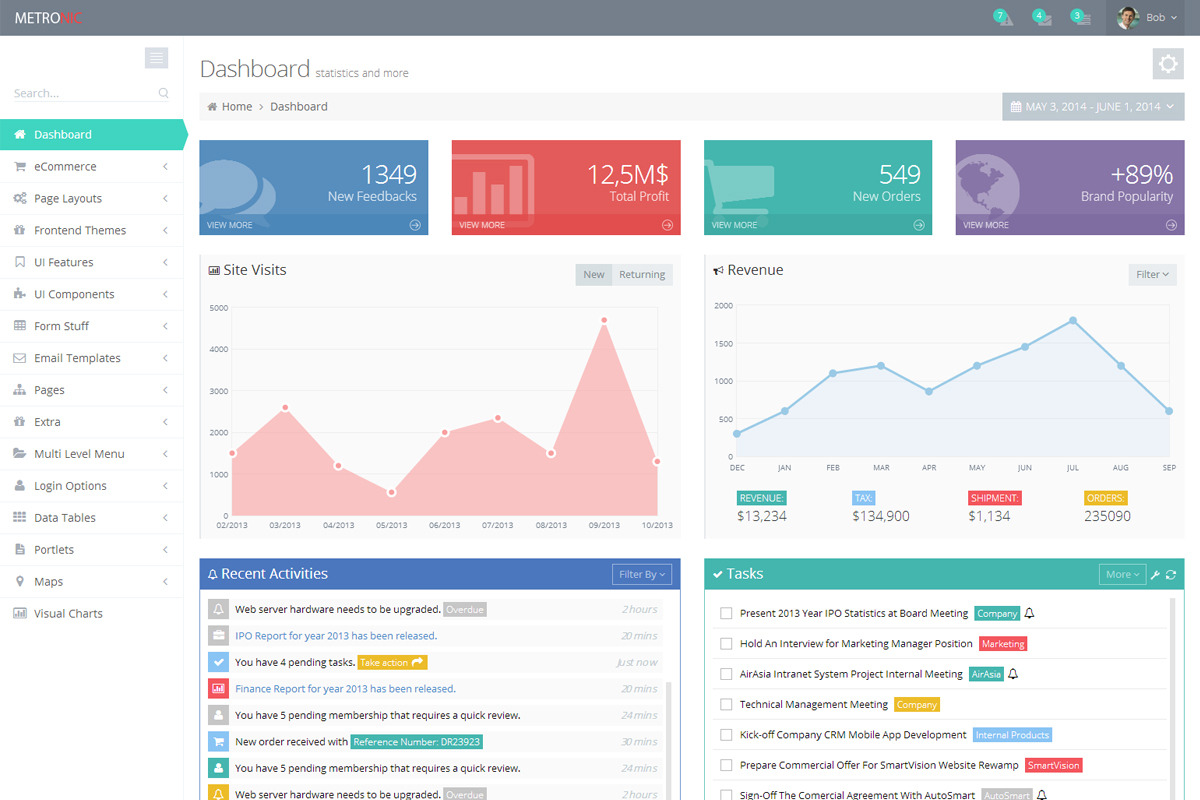 METRONIC
7 4 3 Bob
Search...
Dashboard
eCommerce
Page Layouts
Frontend Themes
UI Features
UI Components
Form Stuff
Email Templates
Pages
Extra
Multi Level Menu
Login Options
Data Tables
Portlets
Maps
Visual Charts
Dashboard statistics and more
Home > Dashboard
MAY 3, 2014 - JUNE 1, 2014
1349
New Feedbacks
VIEW MORE
12,5M$
Total Profit
VIEW MORE
549
New Orders
VIEW MORE
+89%
Brand Popularity
VIEW MORE
Site Visits
New Returning
5000
4000
3000
2000
1000
0
02/2013 03/2013 04/2013 05/2013 06/2013 07/2013 08/2013 09/2013 10/2013
Revenue
Filter
2000
1500
1000
500
0
DEC JAN FEB MAR APR MAY JUN JUL AUG SEP
REVENUE: TAX: SHIPMENT: ORDERS:
$13,234 $134,900 $1,134 235090
Recent Activities
Filter By
Web server hardware needs to be upgraded. Overdue 2 hours
IPO Report for year 2013 has been released. 20 mins
You have 4 pending tasks. Take action Just now
Finance Report for year 2013 has been released. 20 mins
You have 5 pending membership that requires a quick review. 24 mins
New order received with Reference Number: DR23923 30 mins
You have 5 pending membership that requires a quick review. 24 mins
Web server hardware needs to be upgraded. Overdue 2 hours
Tasks
More
Present 2013 Year IPO Statistics at Board Meeting Company
Hold An Interview for Marketing Manager Position Marketing
AirAsia Intranet System Project Internal Meeting AirAsia
Technical Management Meeting Company
Kick-off Company CRM Mobile App Development Internal Products
Prepare Commercial Offer For SmartVision Website Rewamp SmartVision
Sign-Off The Comercial Agreement With AutoSmart AutoSmart